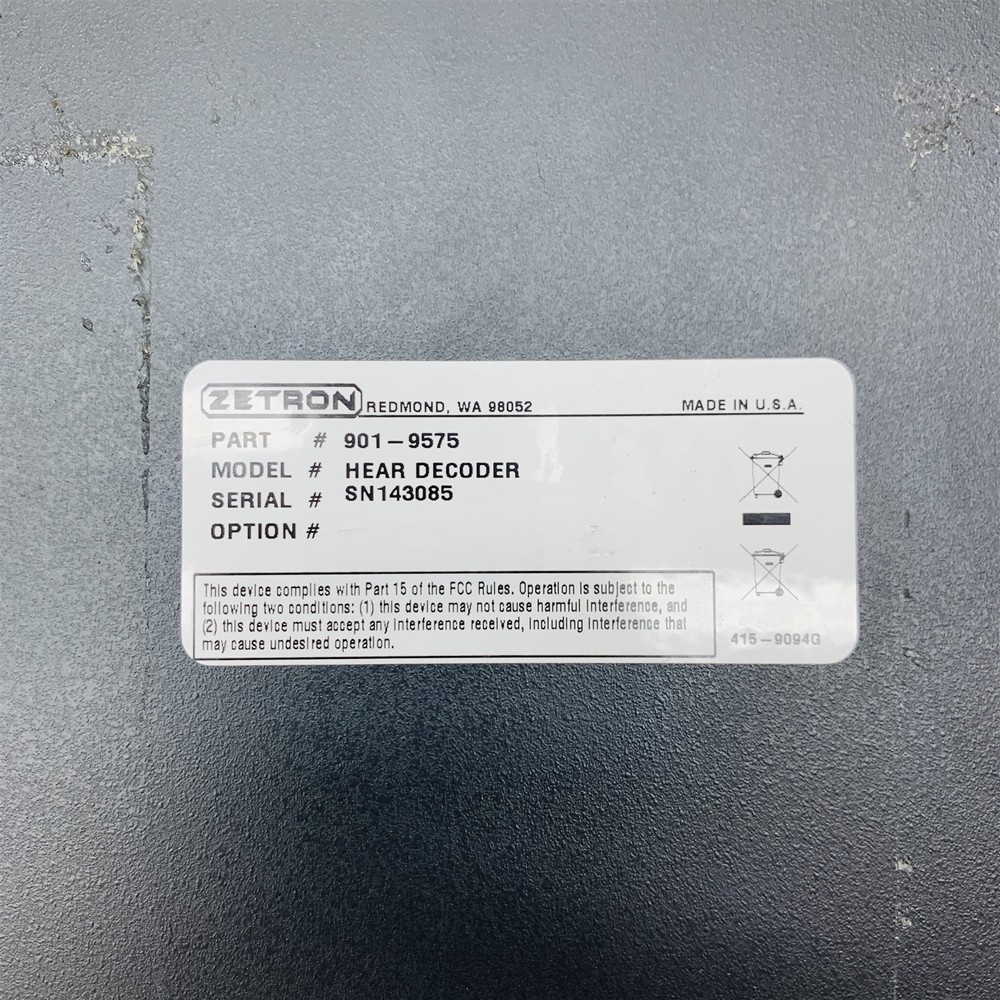 ZETRON REDMOND, WA 98052 MADE IN U.S.A.
PART # 901-9575
MODEL # HEAR DECODER
SERIAL # SN143085
OPTION #
This device complies with Part 15 of the FCC Rules. Operation is subject to the
following two conditions: (1) this device may not cause harmful interference, and
(2) this device must accept any interference received, including interference that
may cause undesired operation.
415-9094G